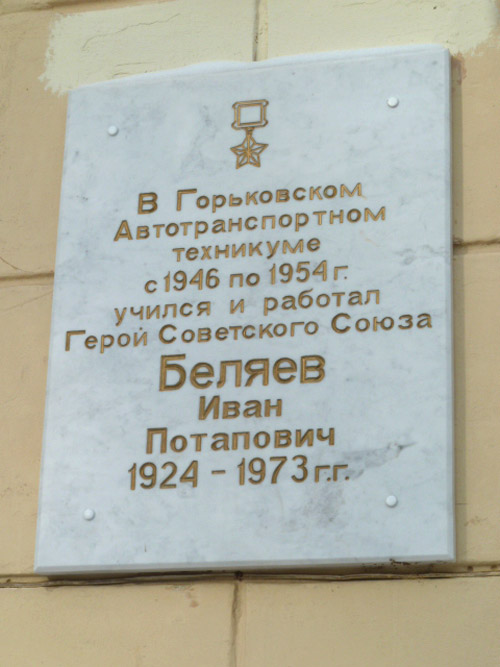 В Горьковском
Автотранспортном
техникуме
с 1946 по 1954 г.
учился и работал
Герой Советского Союза
Беляев
Иван
Потапович
1924 - 1973 г.г.